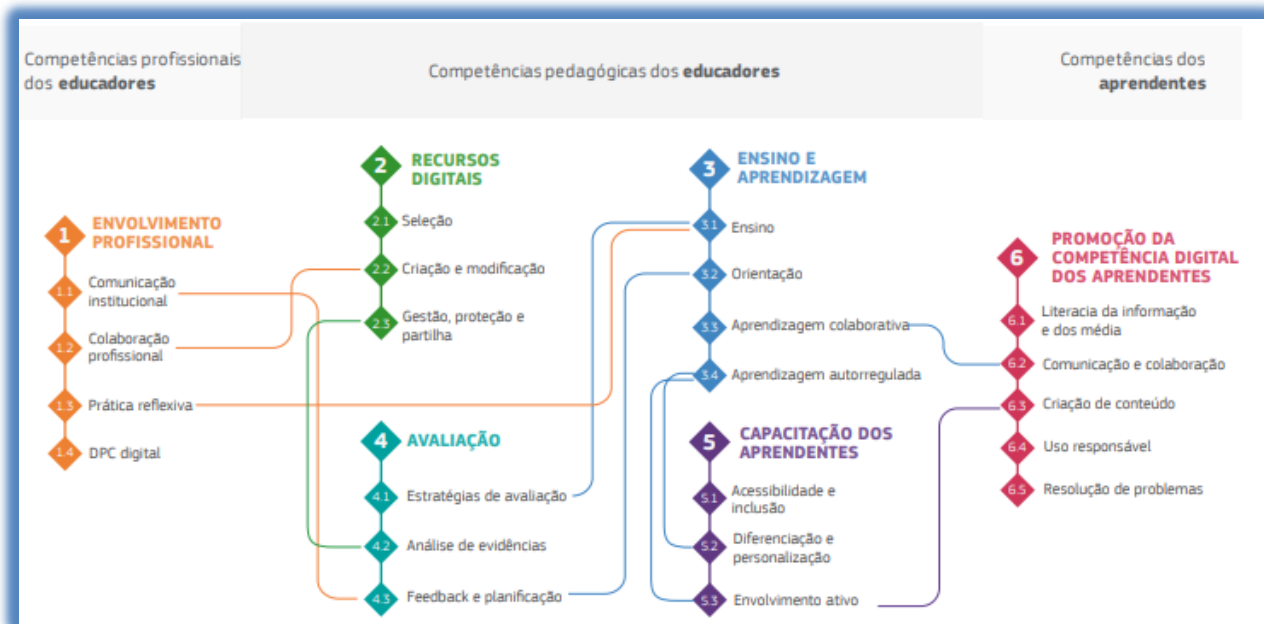 Competências profissionais
dos educadores
Competências pedagógicas dos educadores
Competências dos
aprendentes
1
ENVOLVIMENTO
PROFISSIONAL
1.1
Comunicação
institucional
1.2
Colaboração
profissional
1.3
Prática reflexiva
1.4
DPC digital
2
RECURSOS
DIGITAIS
2.1
Seleção
2.2
Criação e modificação
2.3
Gestão, proteção e
partilha
4
AVALIAÇÃO
4.1
Estratégias de avaliação
4.2
Análise de evidências
4.3
Feedback e planificação
3
ENSINO E
APRENDIZAGEM
3.1
Ensino
3.2
Orientação
3.3
Aprendizagem colaborativa
3.4
Aprendizagem autorregulada
5
CAPACITAÇÃO DOS
APRENDENTES
5.1
Acessibilidade e
inclusão
5.2
Diferenciação e
personalização
5.3
Envolvimento ativo
6
PROMOÇÃO DA
COMPETÊNCIA DIGITAL
DOS APRENDENTES
6.1
Literacia da informação
e dos média
6.2
Comunicação e colaboração
6.3
Criação de conteúdo
6.4
Uso responsável
6.5
Resolução de problemas